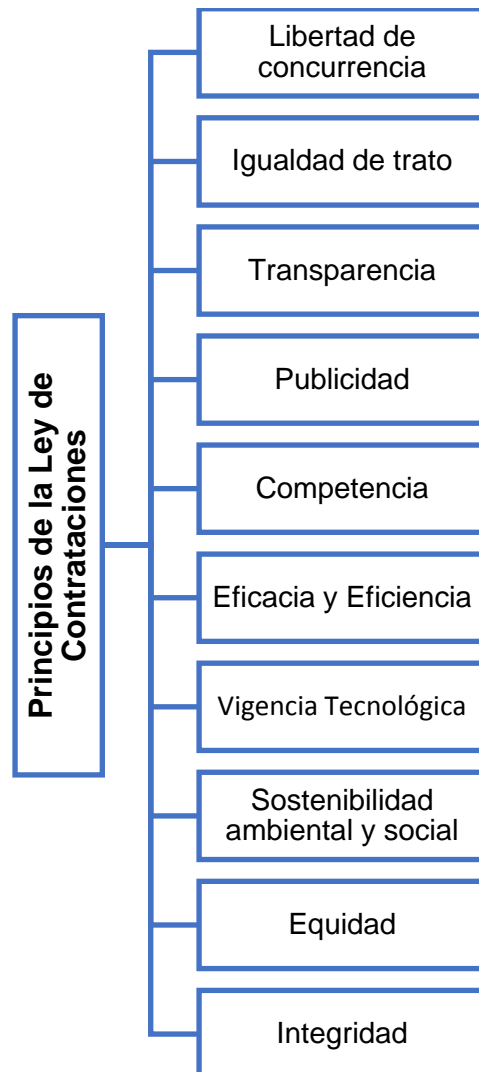 Principios de la Ley de
Contrataciones
Libertad de
concurrencia
Igualdad de trato
Transparencia
Publicidad
Competencia
Eficacia y Eficiencia
Vigencia Tecnológica
Sostenibilidad
ambiental y social
Equidad
Integridad